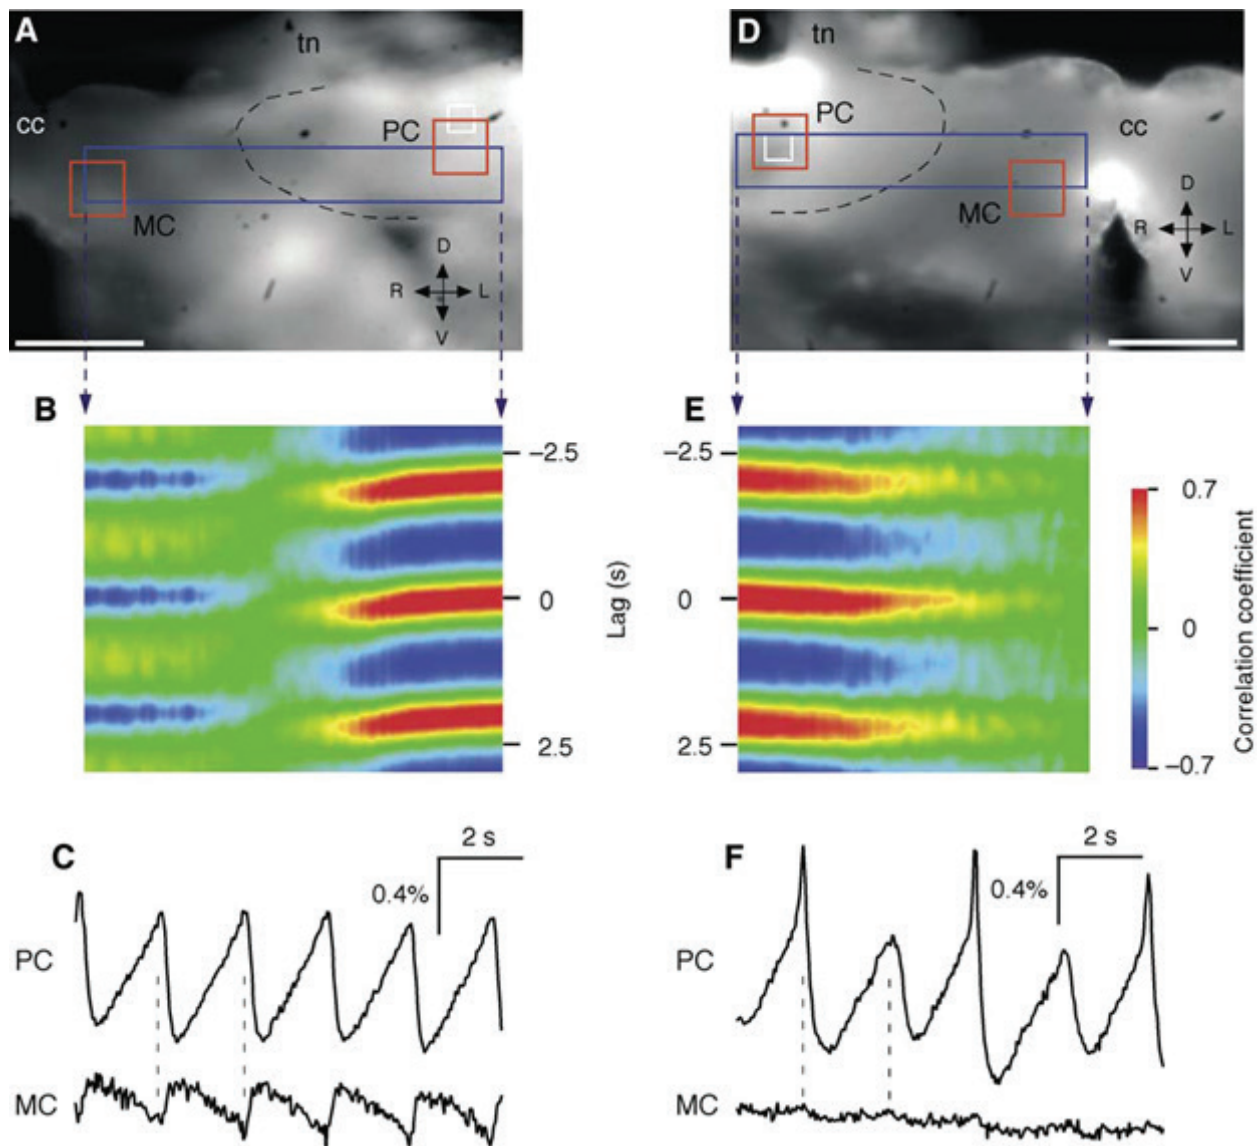 A
tn
cc
PC
MC
D
R L
V
D
tn
PC
cc
MC
D
R L
V
B
−2.5
0
2.5
Lag (s)
E
−2.5
0
2.5
0.7
0
−0.7
Correlation coefficient
C
2 s
0.4%
PC
MC
F
2 s
0.4%
PC
MC